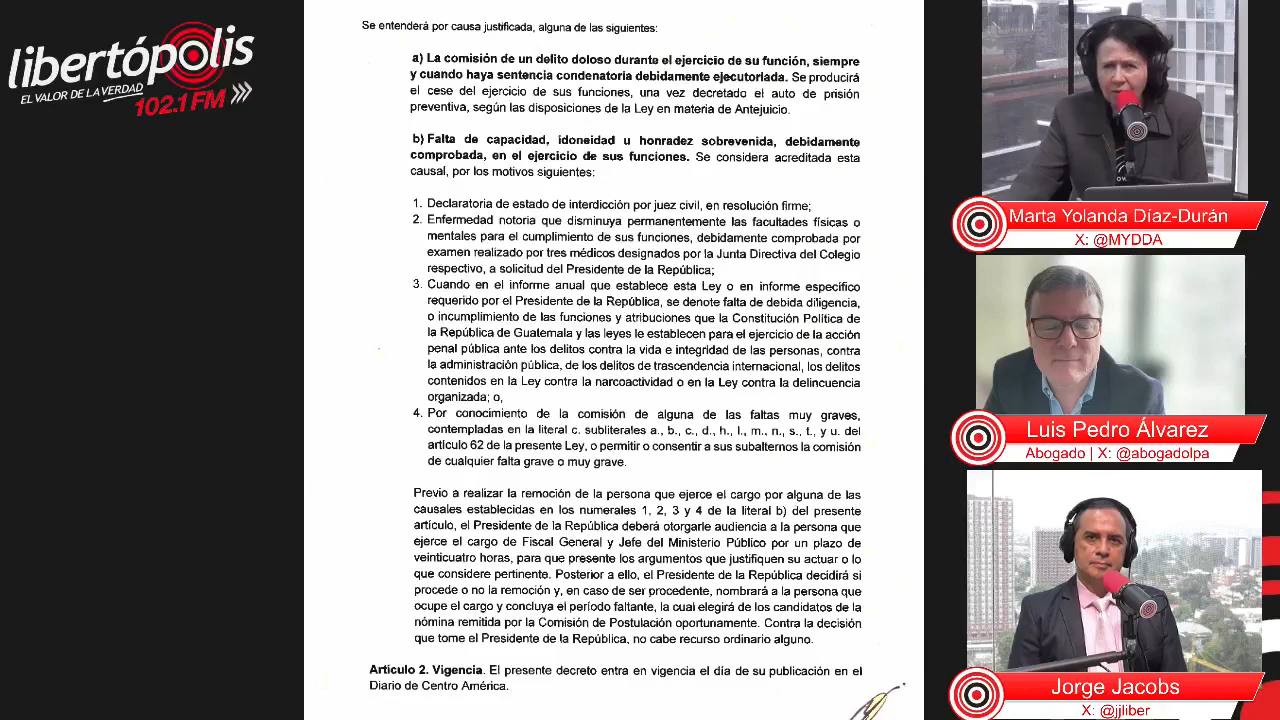 libertópolis
EL VALOR DE LA VERDAD
102.1 FM
Se entenderá por causa justificada, alguna de las siguientes:
a) La comisión de un delito doloso durante el ejercicio de su función, siempre
y cuando haya sentencia condenatoria debidamente ejecutoriada. Se producirá
el cese del ejercicio de sus funciones, una vez decretado el auto de prisión
preventiva, según las disposiciones de la Ley en materia de Antejuicio.
b) Falta de capacidad, idoneidad u honradez sobrevenida, debidamente
comprobada, en el ejercicio de sus funciones. Se considera acreditada esta
causal, por los motivos siguientes:
1. Declaratoria de estado de interdicción por juez civil, en resolución firme;
2. Enfermedad notoria que disminuya permanentemente las facultades físicas o
mentales para el cumplimiento de sus funciones, debidamente comprobada por
examen realizado por tres médicos designados por la Junta Directiva del Colegio
respectivo, a solicitud del Presidente de la República;
3. Cuando en el informe anual que establece esta Ley o en informe específico
requerido por el Presidente de la República, se denote falta de debida diligencia,
o incumplimiento de las funciones y atribuciones que la Constitución Política de
la República de Guatemala y las leyes le establecen para el ejercicio de la acción
penal pública ante los delitos contra la vida e integridad de las personas, contra
la administración pública, de los delitos de trascendencia internacional, los delitos
contenidos en la Ley contra la narcoactividad o en la Ley contra la delincuencia
organizada; o,
4. Por conocimiento de la comisión de alguna de las faltas muy graves,
contempladas en la literal c. subliterales a., b., c., d., h., l., m., n., s., t., y u. del
artículo 62 de la presente Ley, o permitir o consentir a sus subalternos la comisión
de cualquier falta grave o muy grave.
Previo a realizar la remoción de la persona que ejerce el cargo por alguna de las
causales establecidas en los numerales 1, 2, 3 y 4 de la literal b) del presente
artículo, el Presidente de la República deberá otorgarle audiencia a la persona que
ejerce el cargo de Fiscal General y Jefe del Ministerio Público por un plazo de
veinticuatro horas, para que presente los argumentos que justifiquen su actuar o lo
que considere pertinente. Posterior a ello, el Presidente de la República decidirá si
procede o no la remoción y, en caso de ser procedente, nombrará a la persona que
ocupe el cargo y concluya el período faltante, la cual elegirá de los candidatos de la
nómina remitida por la Comisión de Postulación oportunamente. Contra la decisión
que tome el Presidente de la República, no cabe recurso ordinario alguno.
Artículo 2. Vigencia. El presente decreto entra en vigencia el día de su publicación en el
Diario de Centro América.
Marta Yolanda Díaz-Durán
X: @MYDDA
Luis Pedro Álvarez
Abogado | X: @abogadolpa
Jorge Jacobs
X: @jjliber